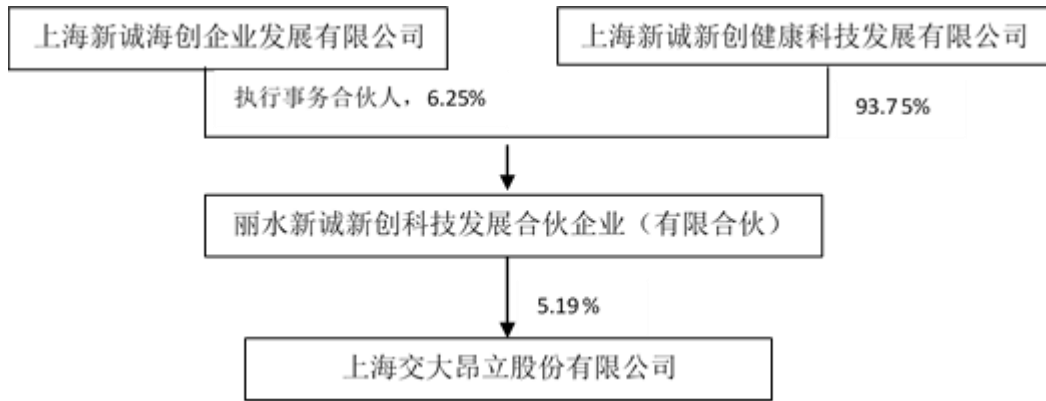 上海新诚海创企业发展有限公司
上海新诚新创健康科技发展有限公司
执行事务合伙人，6.25%
93.75%
丽水新诚新创科技发展合伙企业（有限合伙）
5.19%
上海交大昂立股份有限公司